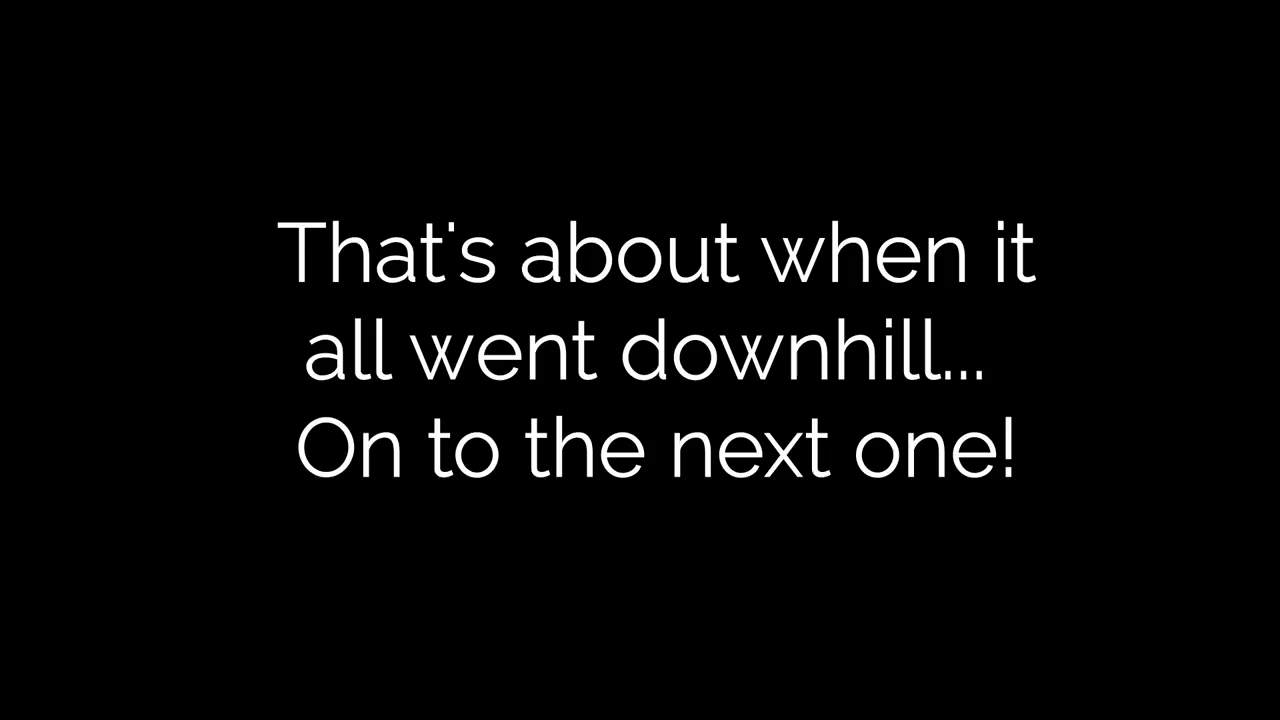 That's about when it
all went downhill...
On to the next one!